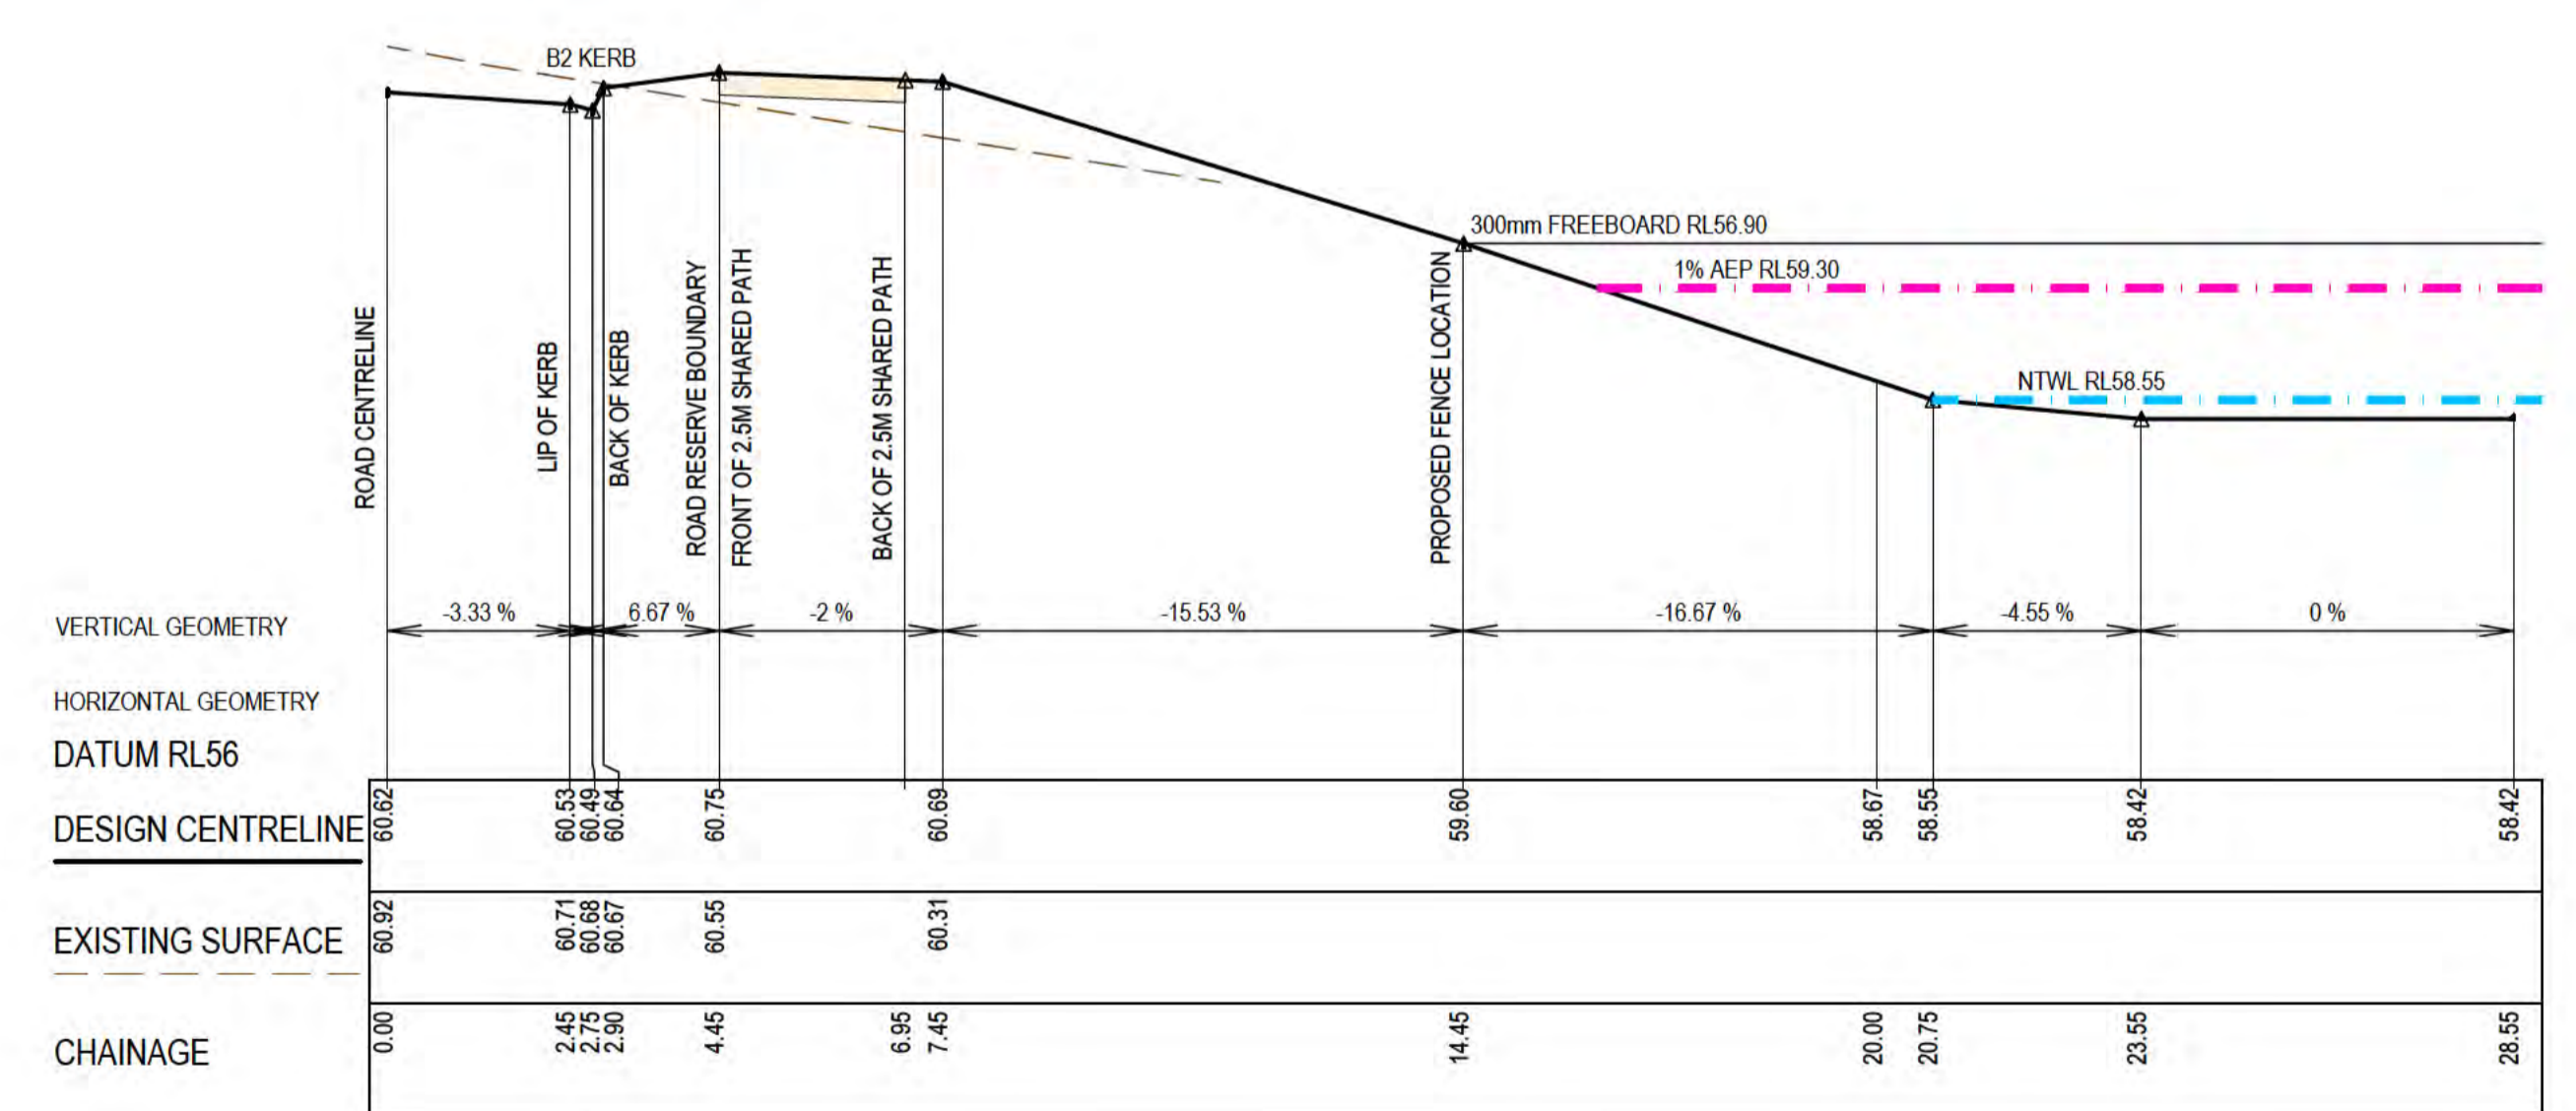 B2 KERB
300mm FREEBOARD RL56.90
1% AEP RL59.30
NTWL RL58.55
ROAD CENTRELINE
LIP OF KERB
BACK OF KERB
ROAD RESERVE BOUNDARY
FRONT OF 2.5M SHARED PATH
BACK OF 2.5M SHARED PATH
PROPOSED FENCE LOCATION
VERTICAL GEOMETRY -3.33 % 6.67 % -2 % -15.53 % -16.67 % -4.55 % 0 %
HORIZONTAL GEOMETRY
DATUM RL56
DESIGN CENTRELINE 60.62 60.53 60.49 60.64 60.75 60.69 59.60 58.67 58.55 58.42 58.42
EXISTING SURFACE 60.92 60.71 60.68 60.67 60.55 60.31
CHAINAGE 0.00 2.45 2.75 2.90 4.45 6.95 7.45 14.45 20.00 20.75 23.55 28.55